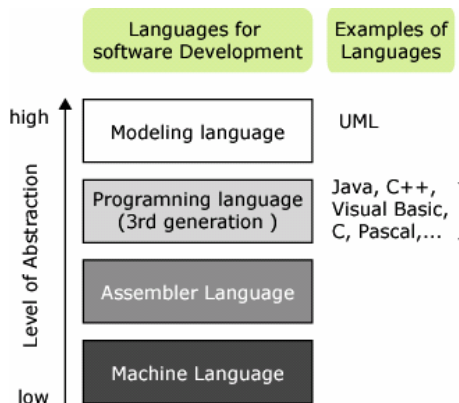 Languages for
software Development
Examples of
Languages
high
Modeling language
UML
Level of Abstraction
Programning language
(3rd generation )
Java, C++,
Visual Basic,
C, Pascal,...
Assembler Language
Machine Language
low